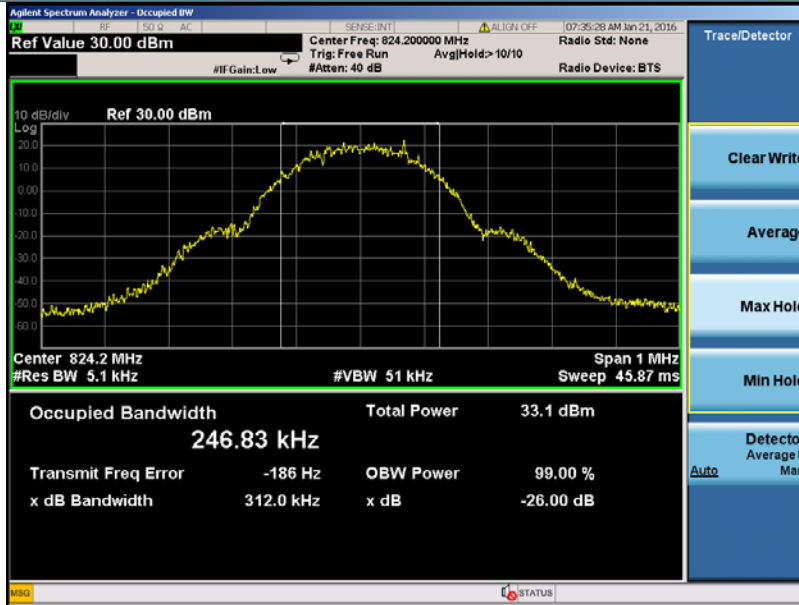 Agilent Spectrum Analyzer - Occupied BW
RF 50 Ω AC SENSE:INT ALIGN OFF 07:35:28 AM Jan 21, 2016
Ref Value 30.00 dBm
Center Freq: 824.200000 MHz
Radio Std: None
Trig: Free Run Avg|Hold:> 10/10
#IFGain:Low
#Atten: 40 dB
Radio Device: BTS
Trace/Detector
10 dB/div Ref 30.00 dBm
Log
20.0
10.0
0.00
-10.0
-20.0
-30.0
-40.0
-50.0
-60.0
Center 824.2 MHz
Span 1 MHz
#Res BW 5.1 kHz
#VBW 51 kHz
Sweep 45.87 ms
Occupied Bandwidth
Total Power 33.1 dBm
246.83 kHz
Transmit Freq Error -186 Hz
OBW Power 99.00 %
x dB Bandwidth 312.0 kHz
x dB -26.00 dB
Clear Write
Averag
Max Hold
Min Hold
Detecto
Average
Auto Ma
MSG
STATUS